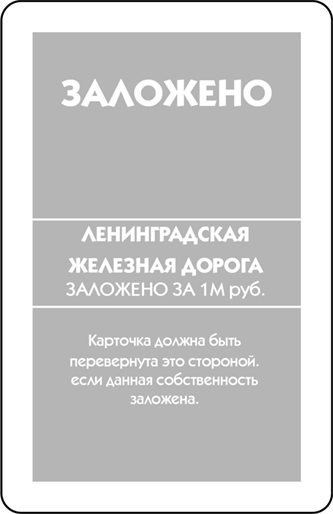 ЗАЛОЖЕНО
ЛЕНИНГРАДСКАЯ
ЖЕЛЕЗНАЯ ДОРОГА
ЗАЛОЖЕНО ЗА 1М руб.
Карточка должна быть
перевернута это стороной.
если данная собственность
заложена.